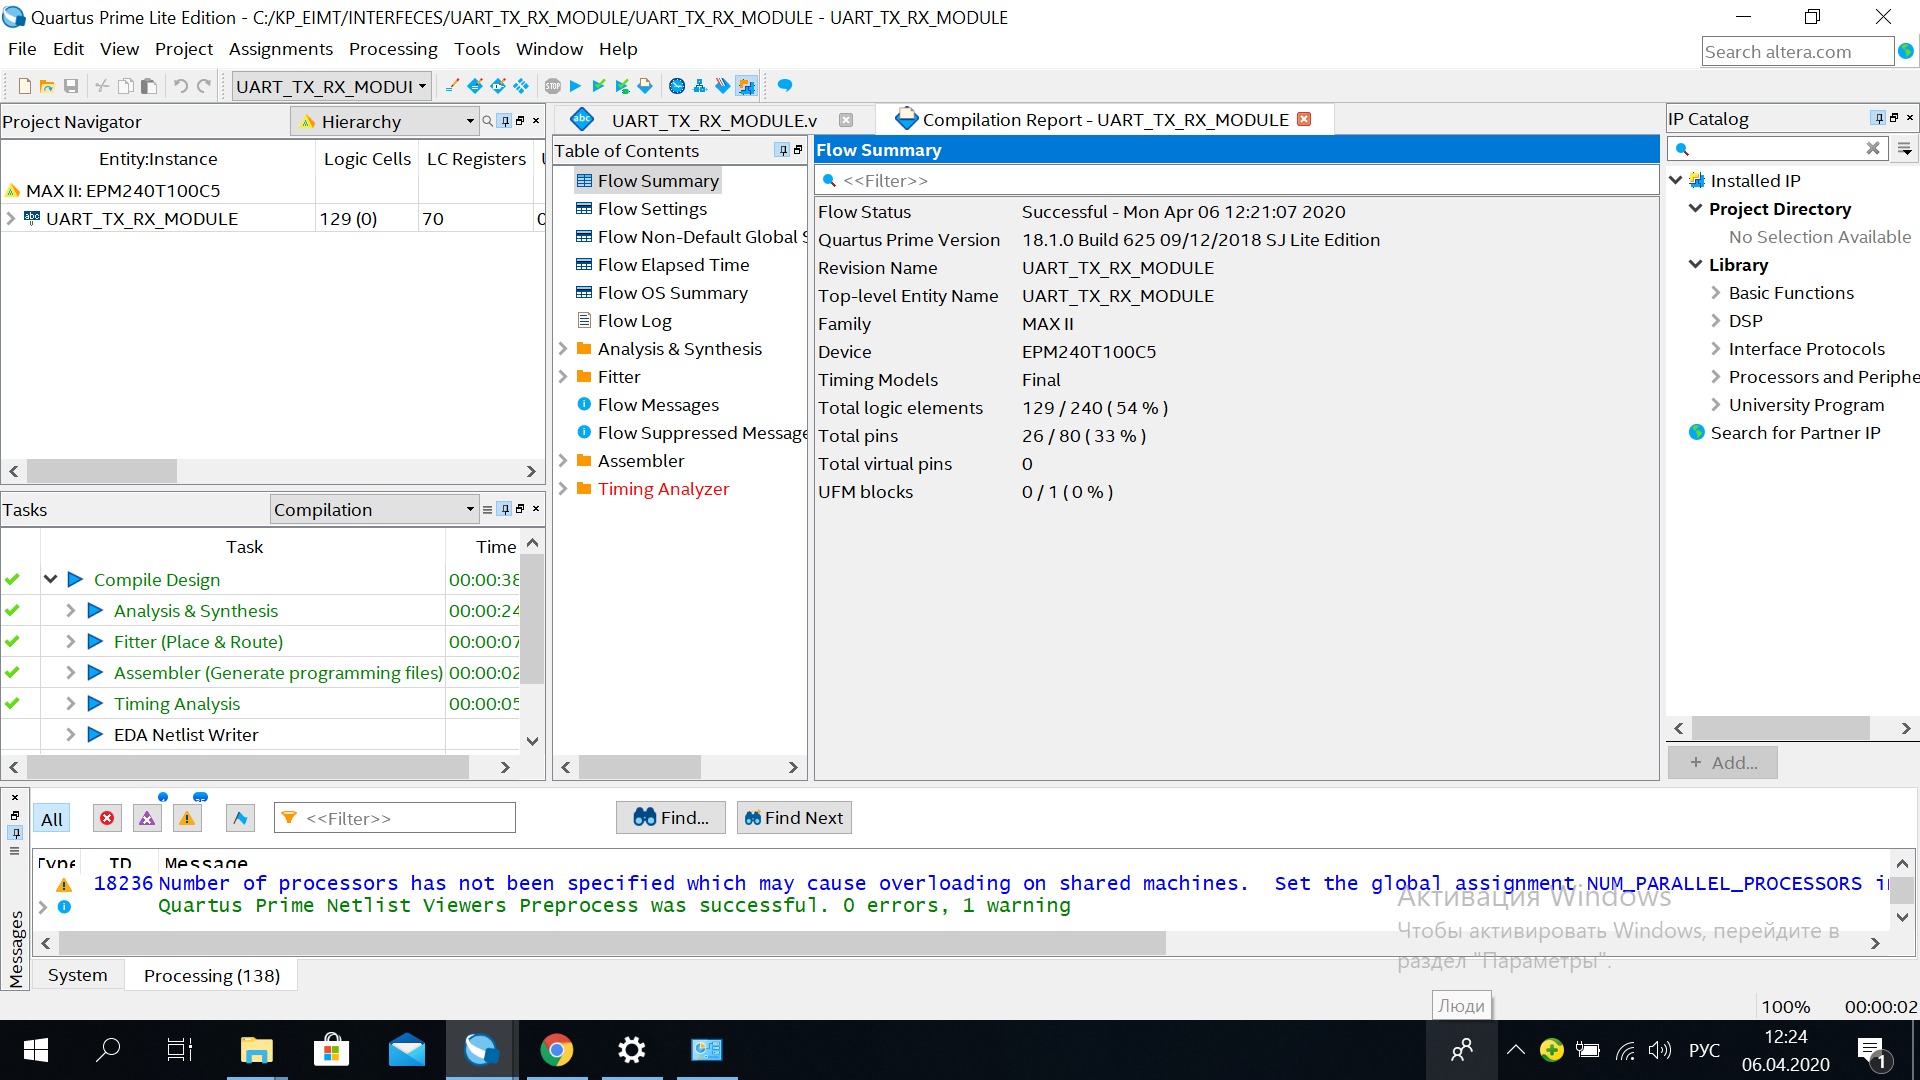 Quartus Prime Lite Edition - C:/KP_EIMT/INTERFECES/UART_TX_RX_MODULE/UART_TX_RX_MODULE - UART_TX_RX_MODULE
File Edit View Project Assignments Processing Tools Window Help
Search altera.com
UART_TX_RX_MODUI
STOP
Project Navigator
Hierarchy
Entity:Instance Logic Cells LC Registers
MAX II: EPM240T100C5
abc UART_TX_RX_MODULE 129 (0) 70 0
Tasks
Compilation
Task Time
Compile Design 00:00:38
Analysis & Synthesis 00:00:24
Fitter (Place & Route) 00:00:07
Assembler (Generate programming files) 00:00:02
Timing Analysis 00:00:05
EDA Netlist Writer
abc UART_TX_RX_MODULE.v
Compilation Report - UART_TX_RX_MODULE
Table of Contents
Flow Summary
Flow Settings
Flow Non-Default Global S
Flow Elapsed Time
Flow OS Summary
Flow Log
Analysis & Synthesis
Fitter
Flow Messages
Flow Suppressed Message
Assembler
Timing Analyzer
Flow Summary
<<Filter>>
Flow Status Successful - Mon Apr 06 12:21:07 2020
Quartus Prime Version 18.1.0 Build 625 09/12/2018 SJ Lite Edition
Revision Name UART_TX_RX_MODULE
Top-level Entity Name UART_TX_RX_MODULE
Family MAX II
Device EPM240T100C5
Timing Models Final
Total logic elements 129 / 240 ( 54 % )
Total pins 26 / 80 ( 33 % )
Total virtual pins 0
UFM blocks 0 / 1 ( 0 % )
IP Catalog
Installed IP
Project Directory
No Selection Available
Library
Basic Functions
DSP
Interface Protocols
Processors and Periphe
University Program
Search for Partner IP
+ Add...
All
<<Filter>>
Find...
Find Next
Messages
Type ID Message
18236 Number of processors has not been specified which may cause overloading on shared machines. Set the global assignment NUM_PARALLEL_PROCESSORS in
Quartus Prime Netlist Viewers Preprocess was successful. 0 errors, 1 warning
Активация Windows
Чтобы активировать Windows, перейдите в
раздел "Параметры".
System
Processing (138)
Люди
100% 00:00:02
РУС
12:24
06.04.2020
1